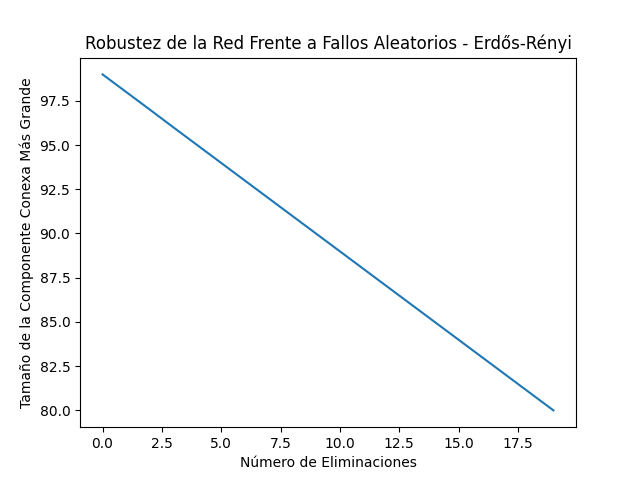 Robustez de la Red Frente a Fallos Aleatorios - Erdős-Rényi
Tamaño de la Componente Conexa Más Grande
97.5
95.0
92.5
90.0
87.5
85.0
82.5
80.0
0.0 2.5 5.0 7.5 10.0 12.5 15.0 17.5
Número de Eliminaciones